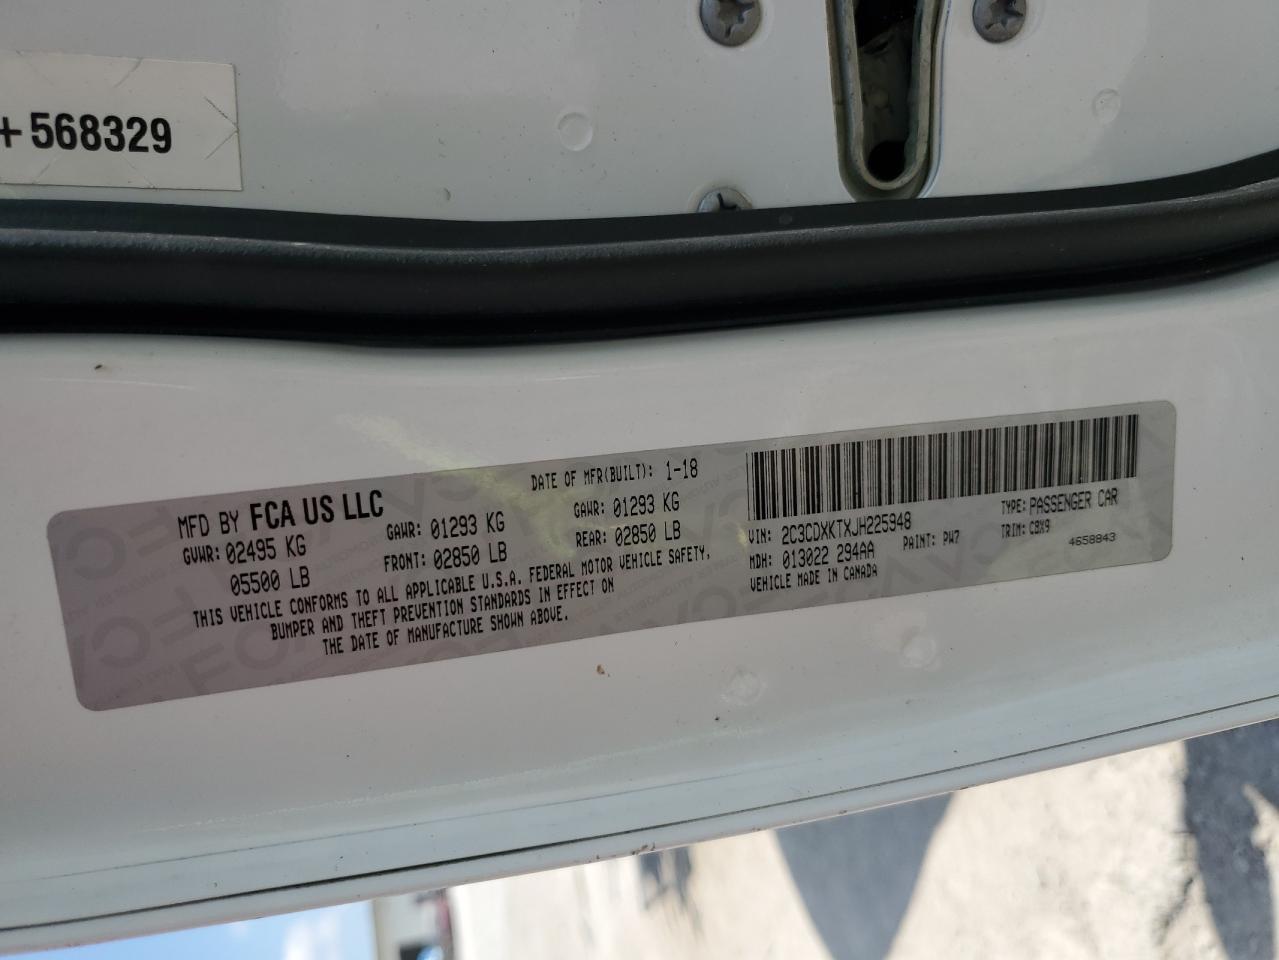 +568329
MFD BY FCA US LLC
DATE OF MFR(BUILT): 1-18
GVWR: 02495 KG
GAWR: 01293 KG
GAWR: 01293 KG
05500 LB
FRONT: 02850 LB
REAR: 02850 LB
THIS VEHICLE CONFORMS TO ALL APPLICABLE U.S.A. FEDERAL MOTOR VEHICLE SAFETY,
BUMPER AND THEFT PREVENTION STANDARDS IN EFFECT ON
THE DATE OF MANUFACTURE SHOWN ABOVE.
VIN: 2C3CDXKTXJH225948
TYPE: PASSENGER CAR
MDH: 013022 294AA
PAINT: PW7
TRIM: CBX9
VEHICLE MADE IN CANADA
4658843